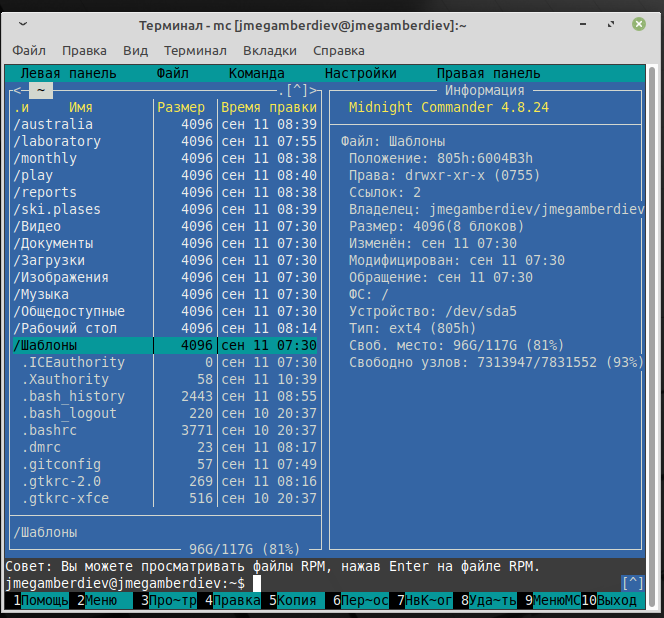 Терминал - mc [jmegamberdiev@jmegamberdiev]:~
Файл Правка Вид Терминал Вкладки Справка
Левая панель Файл Команда Настройки Правая панель
<─ ~ ─.[^]>
.и Имя Размер Время правки
/australia 4096 сен 11 08:39
/laboratory 4096 сен 11 07:55
/monthly 4096 сен 11 08:38
/play 4096 сен 11 08:40
/reports 4096 сен 11 08:38
/ski.plases 4096 сен 11 08:39
/Видео 4096 сен 11 07:30
/Документы 4096 сен 11 07:30
/Загрузки 4096 сен 11 07:30
/Изображения 4096 сен 11 07:30
/Музыка 4096 сен 11 07:30
/Общедоступные 4096 сен 11 07:30
/Рабочий стол 4096 сен 11 08:14
/Шаблоны 4096 сен 11 07:30
.ICEauthority 0 сен 11 07:30
.Xauthority 58 сен 11 10:39
.bash_history 2443 сен 11 08:55
.bash_logout 220 сен 10 20:37
.bashrc 3771 сен 10 20:37
.dmrc 23 сен 11 08:17
.gitconfig 57 сен 11 07:49
.gtkrc-2.0 269 сен 11 08:16
.gtkrc-xfce 516 сен 10 20:37
/Шаблоны
96G/117G (81%)
Информация
Midnight Commander 4.8.24
Файл: Шаблоны
Положение: 805h:6004B3h
Права: drwxr-xr-x (0755)
Ссылок: 2
Владелец: jmegamberdiev/jmegamberdiev
Размер: 4096(8 блоков)
Изменён: сен 11 07:30
Модифицирован: сен 11 07:30
Обращение: сен 11 07:30
ФС: /
Устройство: /dev/sda5
Тип: ext4 (805h)
Своб. место: 96G/117G (81%)
Свободно узлов: 7313947/7831552 (93%)
Совет: Вы можете просматривать файлы RPM, нажав Enter на файле RPM.
jmegamberdiev@jmegamberdiev:~$ [^]
1Помощь 2Меню 3Про~тр 4Правка 5Копия 6Пер~ос 7НвК~ог 8Уда~ть 9МенюMC 10Выход